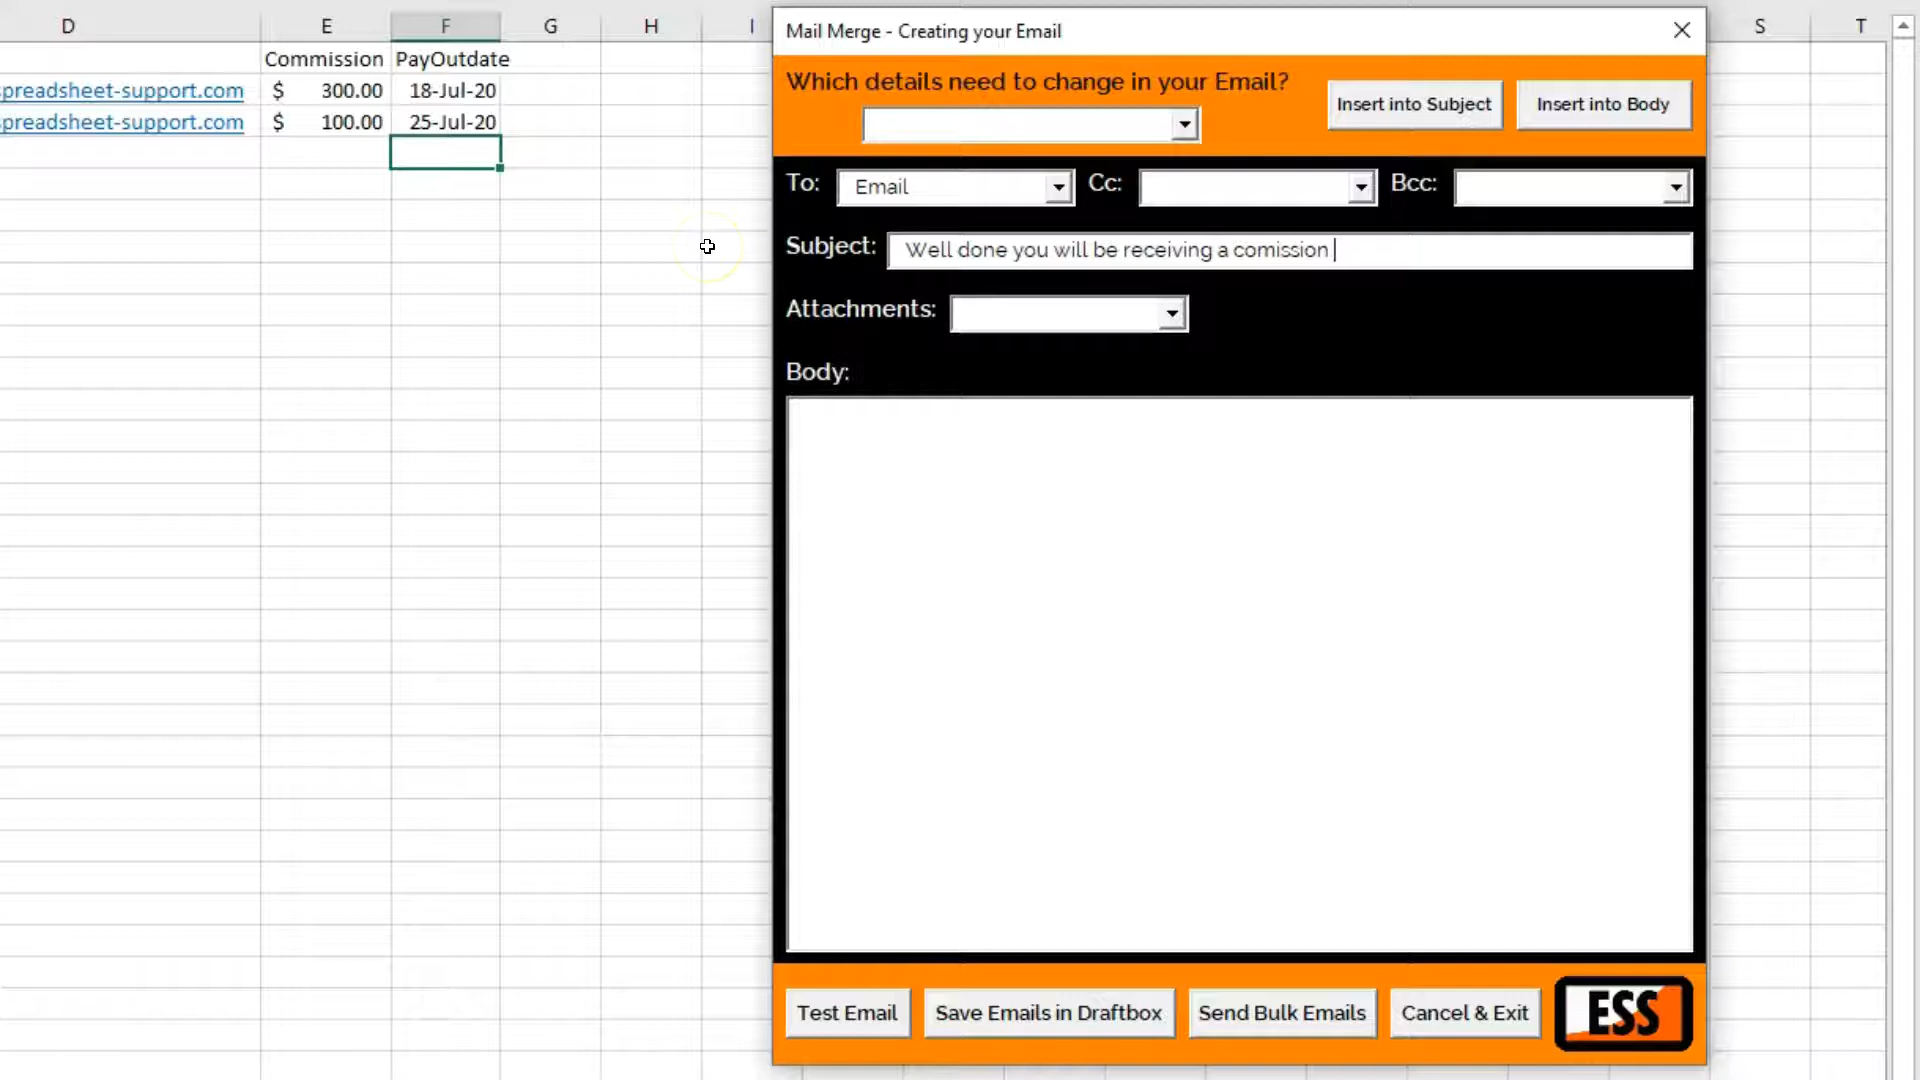 D E F G H I S T
Commission PayOutdate
spreadsheet-support.com $ 300.00 18-Jul-20
spreadsheet-support.com $ 100.00 25-Jul-20
Mail Merge - Creating your Email
Which details need to change in your Email?
Insert into Subject Insert into Body
To: Email Cc: Bcc:
Subject: Well done you will be receiving a comission
Attachments:
Body:
Test Email Save Emails in Draftbox Send Bulk Emails Cancel & Exit ESS